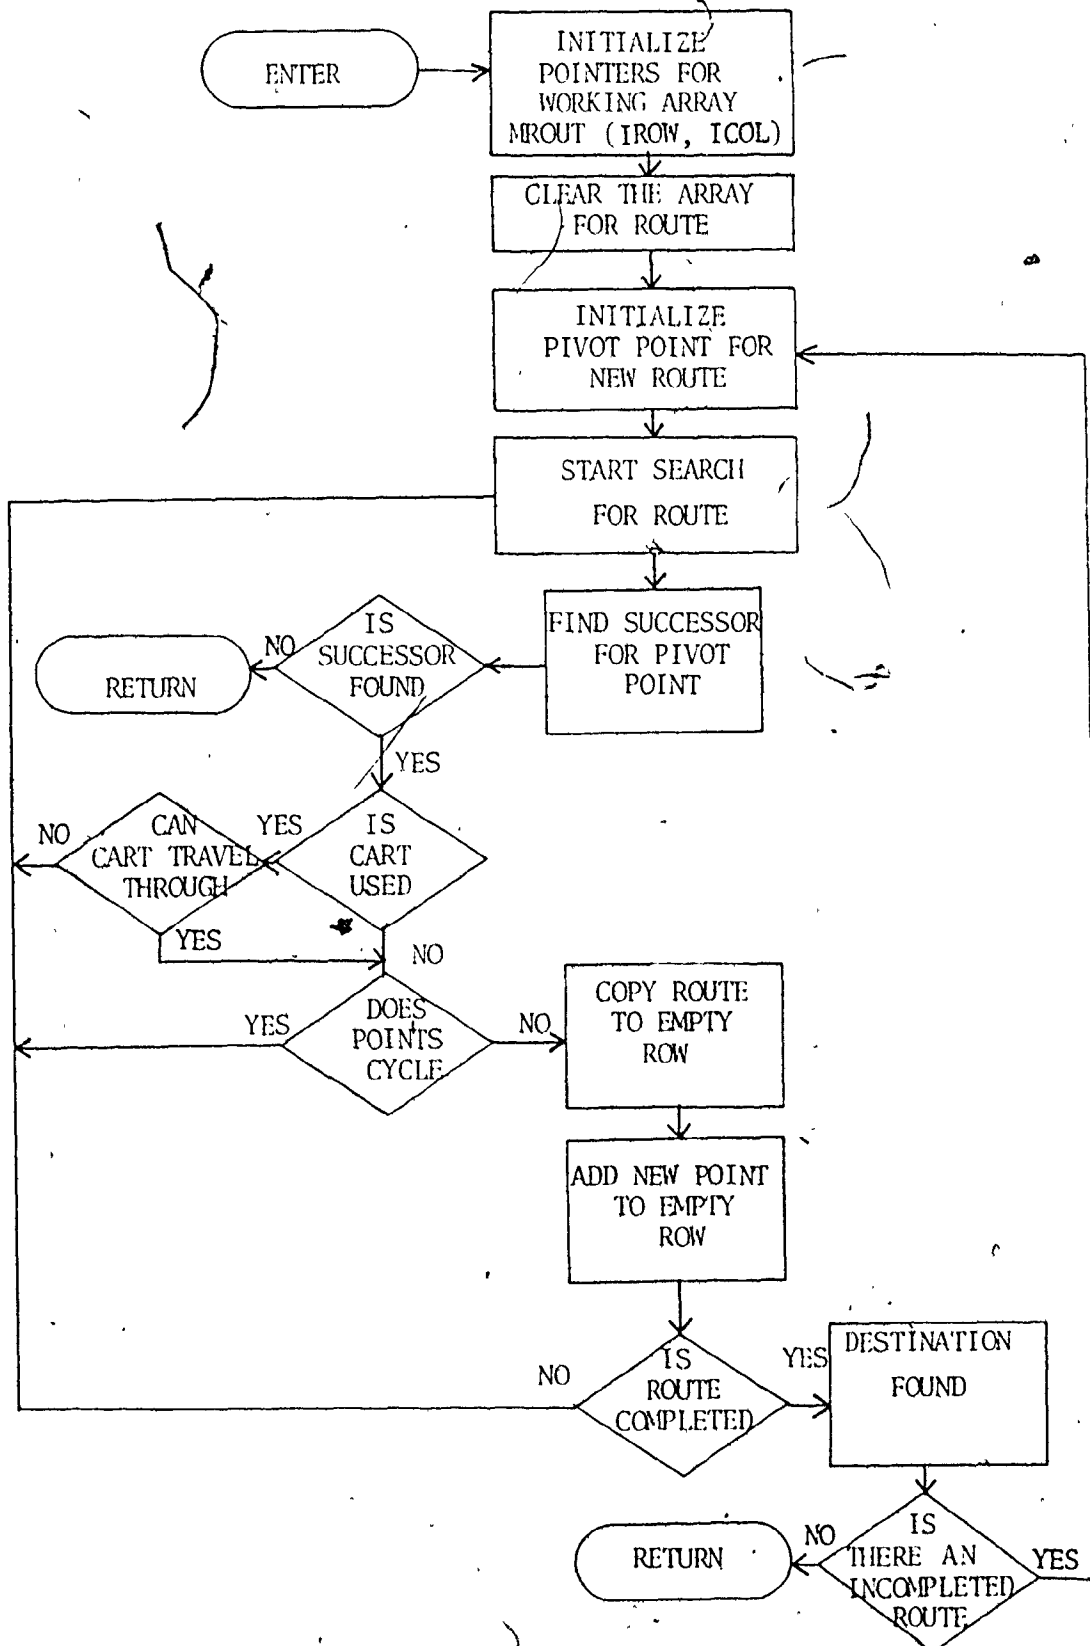 ENTER
INITIALIZE
POINTERS FOR
WORKING ARRAY
MROUT (IROW, ICOL)
CLEAR THE ARRAY
FOR ROUTE
INITIALIZE
PIVOT POINT FOR
NEW ROUTE
START SEARCH
FOR ROUTE
FIND SUCCESSOR
FOR PIVOT
POINT
IS
SUCCESSOR
FOUND
NO
RETURN
YES
IS
CART
USED
YES
CAN
CART TRAVEL
THROUGH
NO
YES
NO
DOES
POINTS
CYCLE
YES
NO
COPY ROUTE
TO EMPTY
ROW
ADD NEW POINT
TO EMPTY
ROW
IS
ROUTE
COMPLETED
NO
YES
DESTINATION
FOUND
IS
THERE AN
INCOMPLETED
ROUTE
NO
YES
RETURN